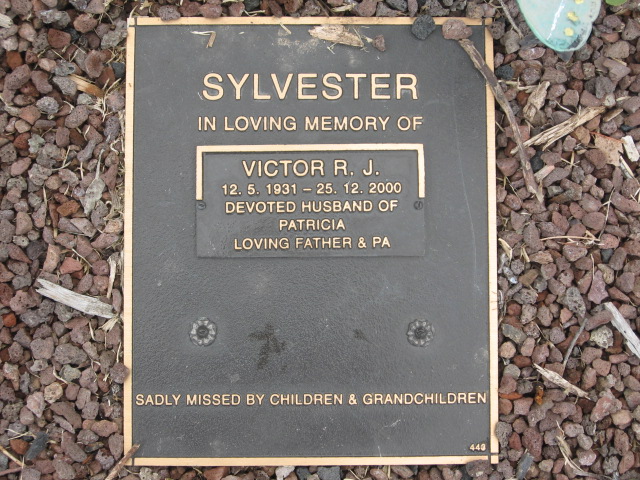 SYLVESTER
IN LOVING MEMORY OF
VICTOR R. J.
12. 5. 1931 – 25. 12. 2000
DEVOTED HUSBAND OF
PATRICIA
LOVING FATHER & PA
SADLY MISSED BY CHILDREN & GRANDCHILDREN